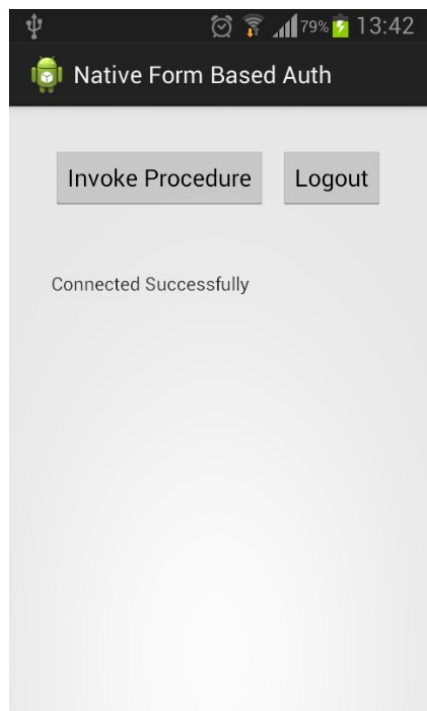 79% 13:42
Native Form Based Auth
Invoke Procedure Logout
Connected Successfully